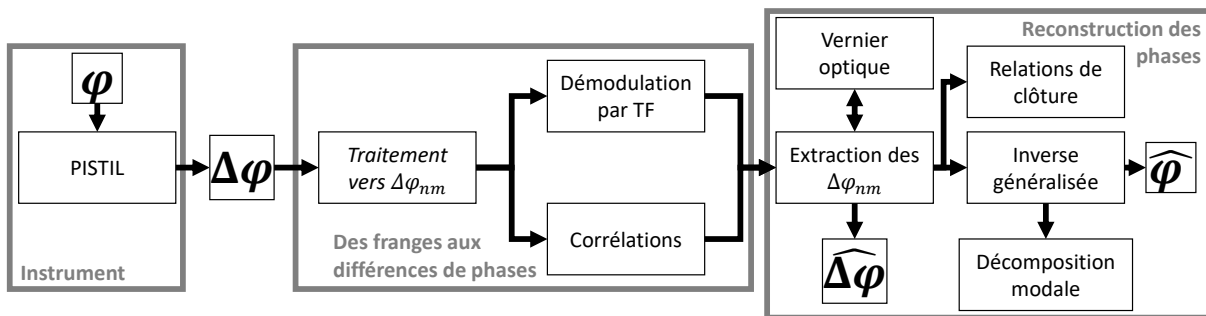 φ
PISTIL
Instrument
Δφ
Traitement
vers Δφₙₘ
Démodulation
par TF
Corrélations
Des franges aux
différences de phases
Reconstruction des
phases
Vernier
optique
Extraction des
Δφₙₘ
Δφ̂
Relations de
clôture
Inverse
généralisée
φ̂
Décomposition
modale